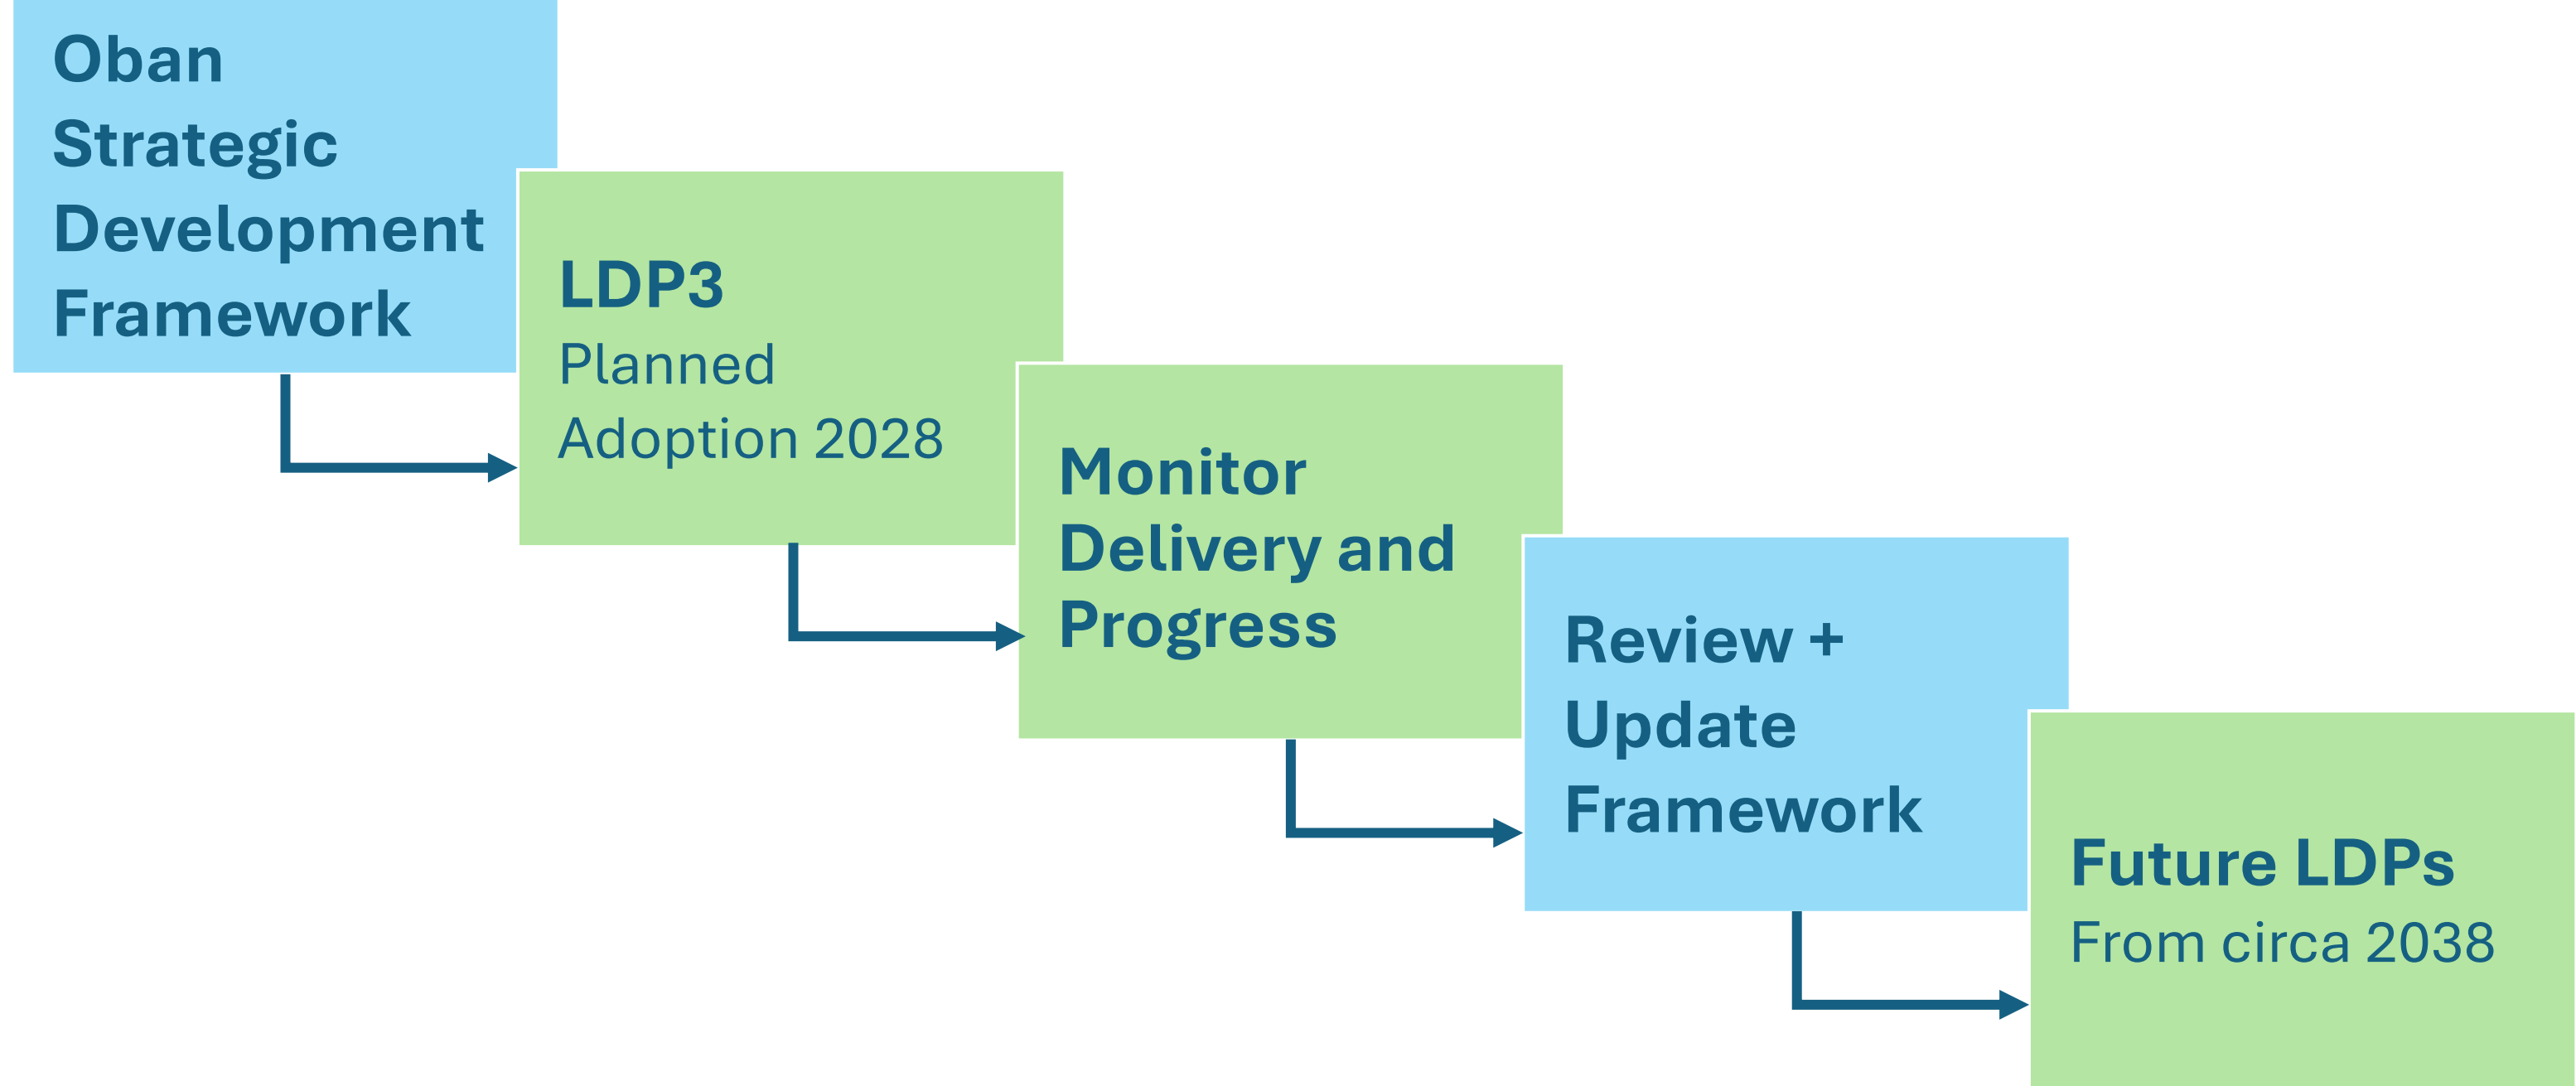 Oban
Strategic
Development
Framework
LDP3
Planned
Adoption 2028
Monitor
Delivery and
Progress
Review +
Update
Framework
Future LDPs
From circa 2038